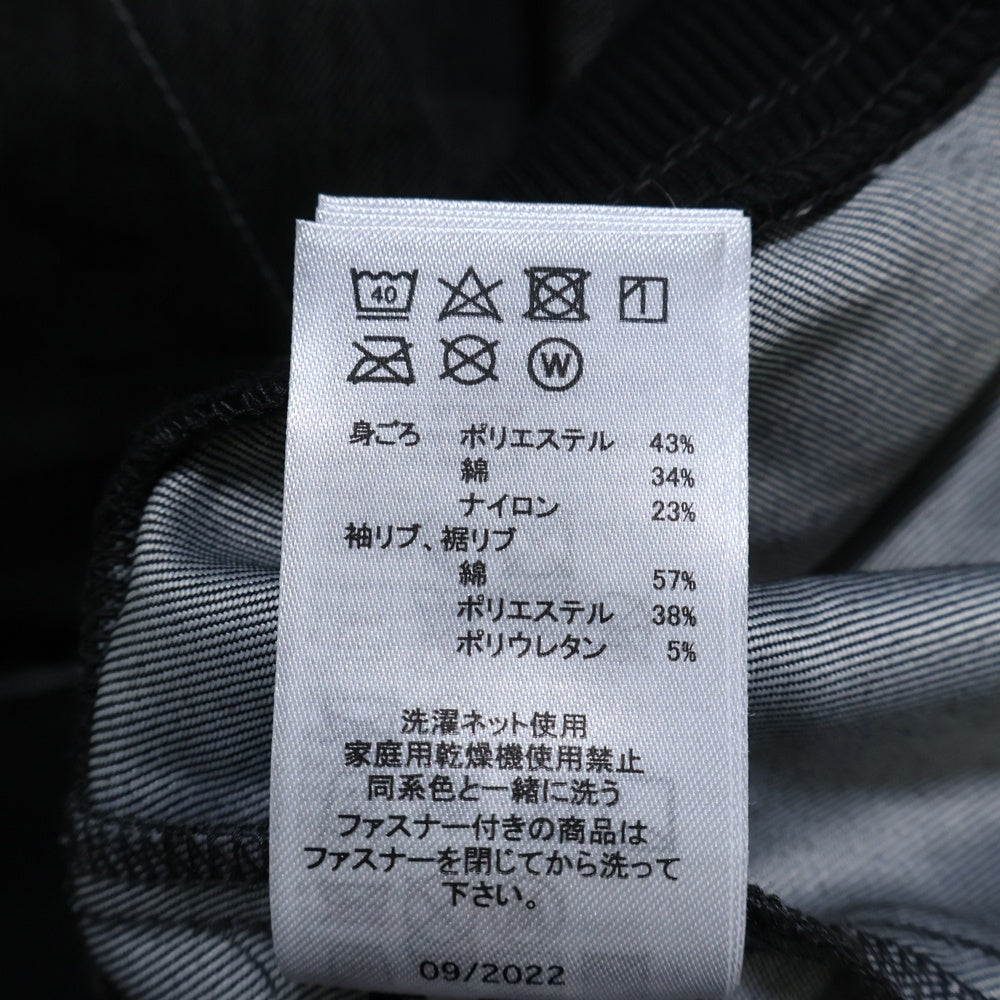 40
W
身ごろ ポリエステル 43%
綿 34%
ナイロン 23%
袖リブ、裾リブ
綿 57%
ポリエステル 38%
ポリウレタン 5%
洗濯ネット使用
家庭用乾燥機使用禁止
同系色と一緒に洗う
ファスナー付きの商品は
ファスナーを閉じてから洗って
下さい。
09/2022